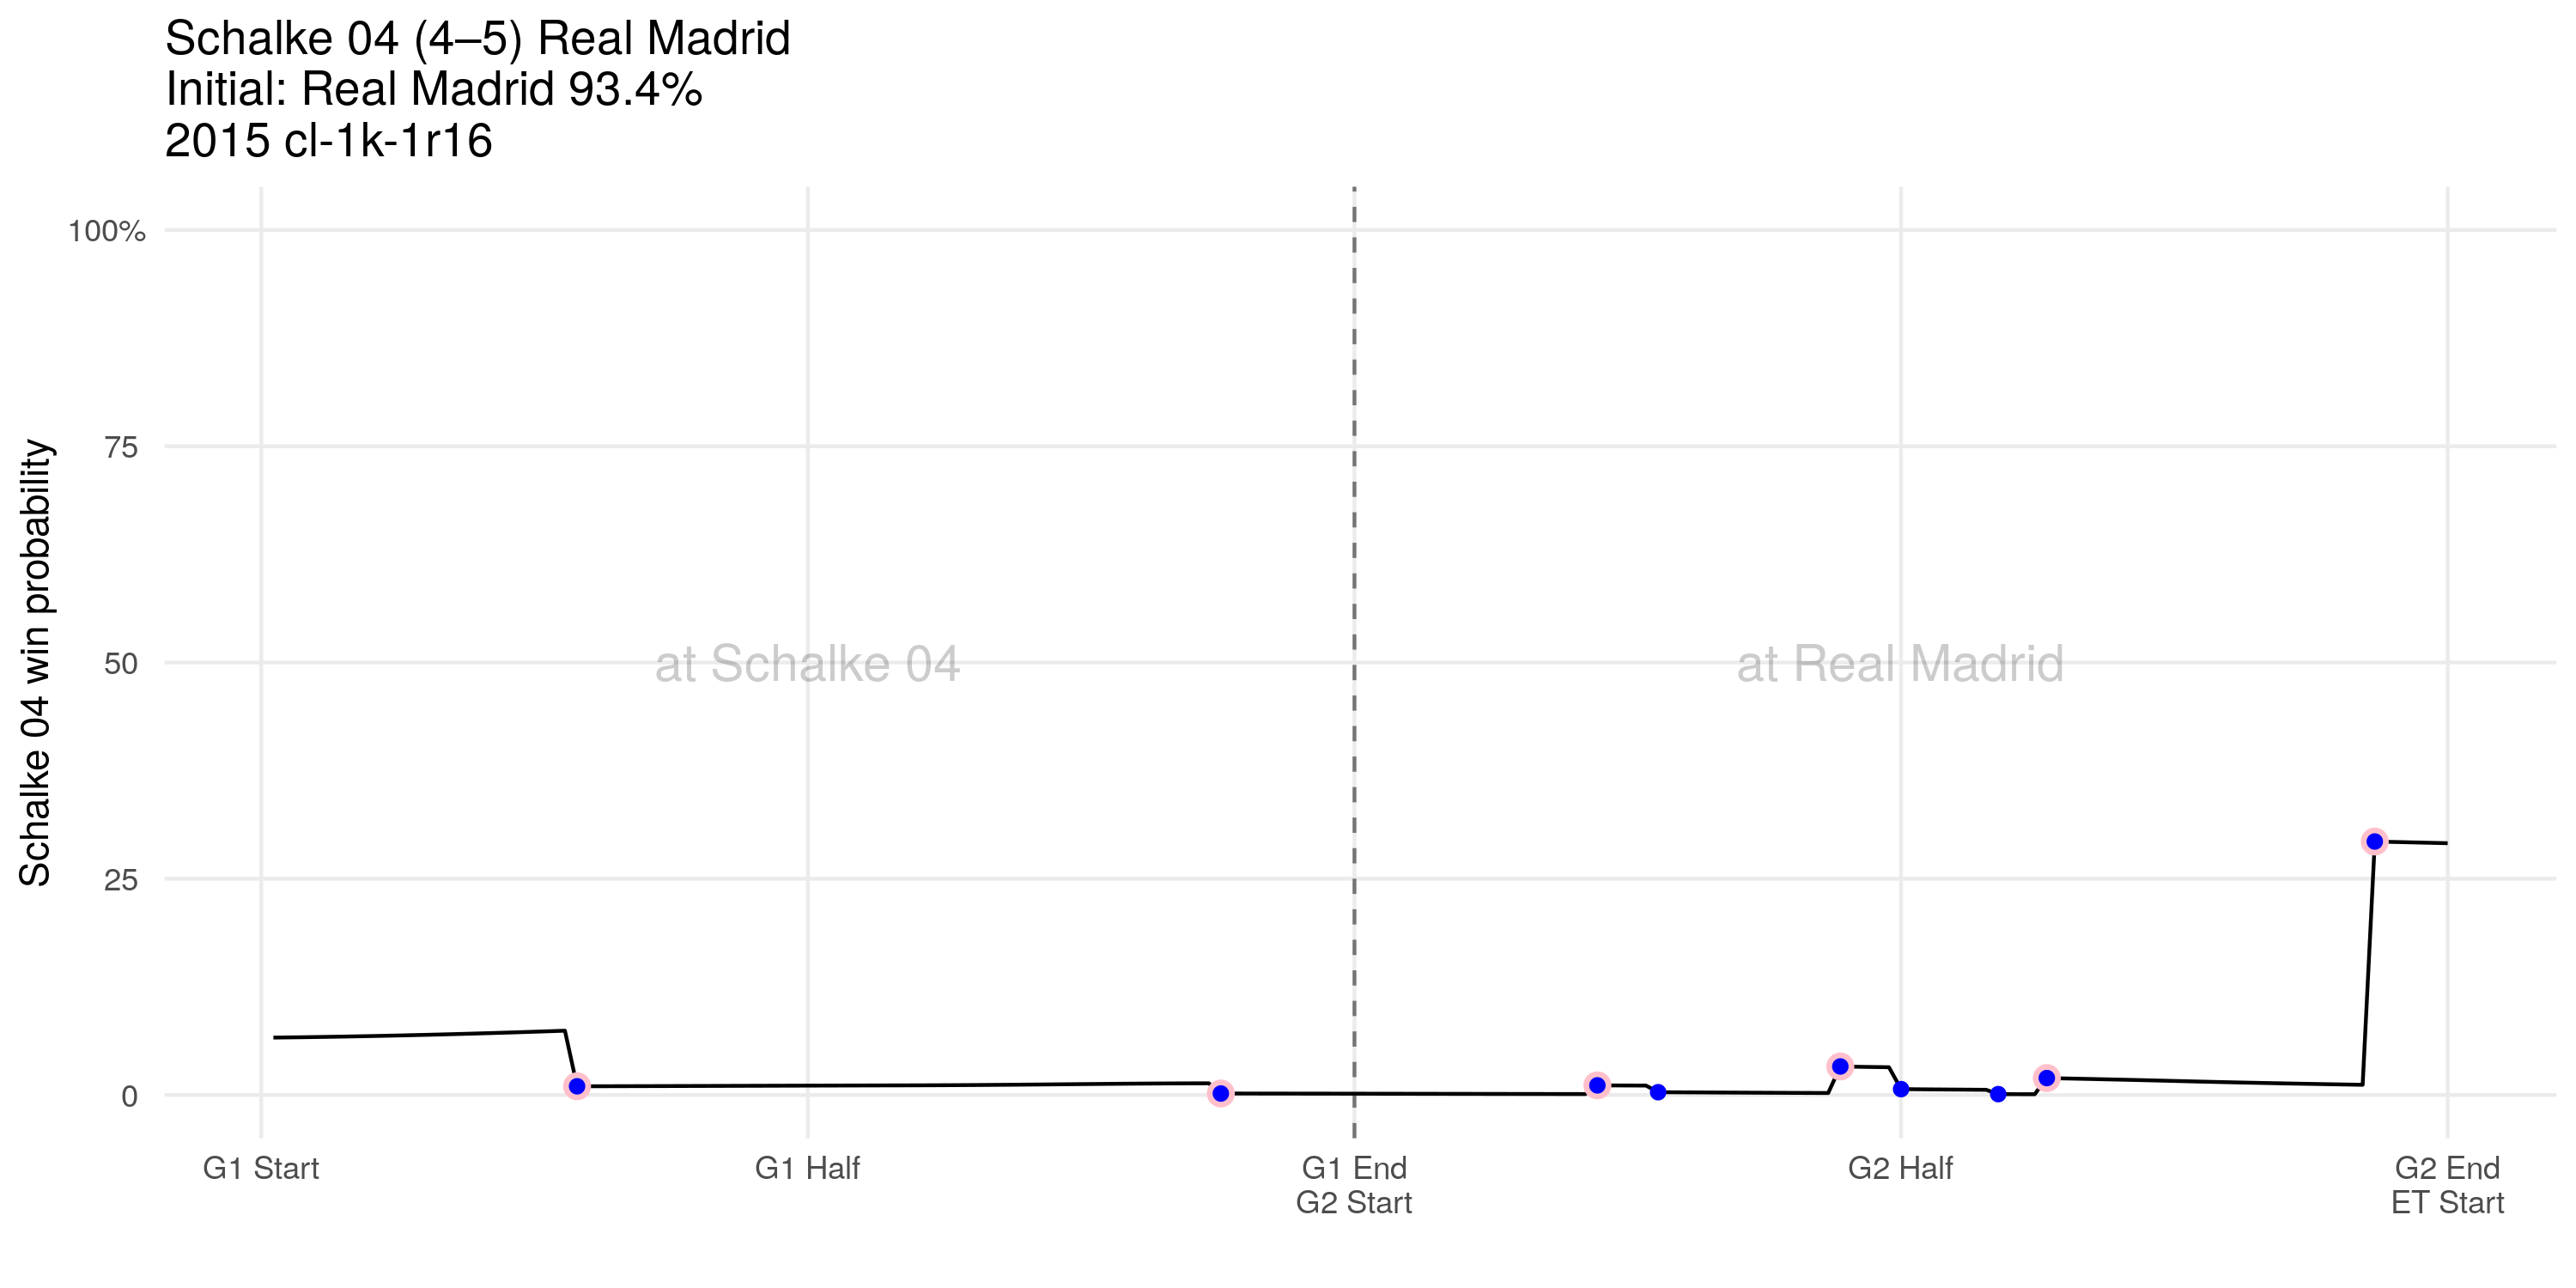 Schalke 04 (4–5) Real Madrid
Initial: Real Madrid 93.4%
2015 cl-1k-1r16
Schalke 04 win probability
100%
75
50
25
0
at Schalke 04
at Real Madrid
G1 Start
G1 Half
G1 End
G2 Start
G2 Half
G2 End
ET Start